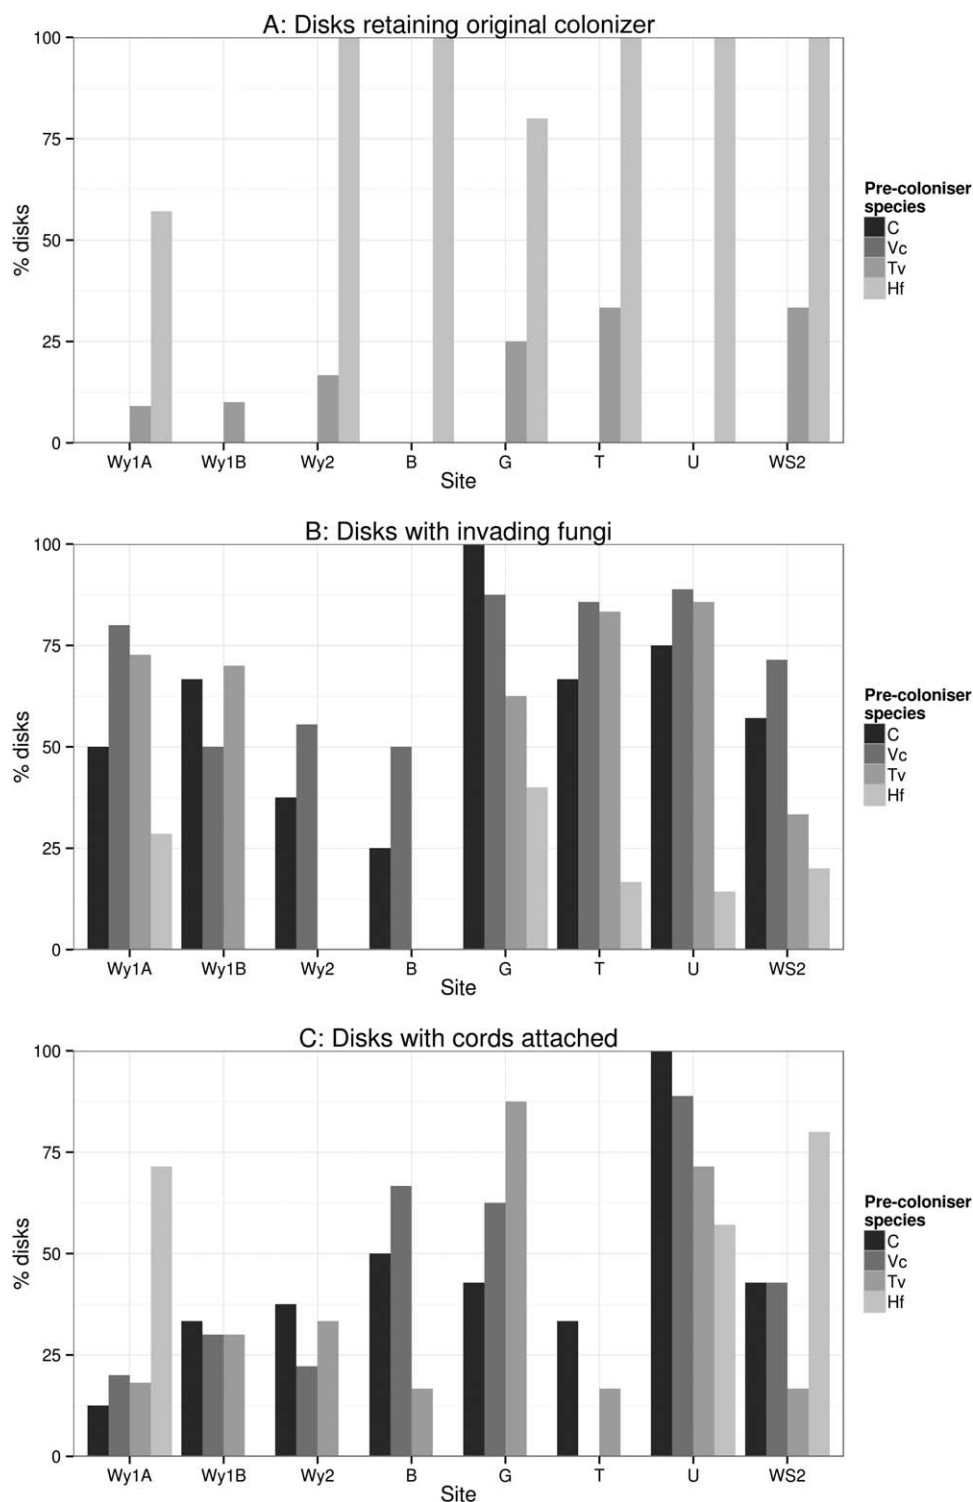 A: Disks retaining original colonizer
100
75
50
25
0
% disks
Wy1A Wy1B Wy2 B G T U WS2
Site
Pre-coloniser
species
C
Vc
Tv
Hf
B: Disks with invading fungi
100
75
50
25
0
% disks
Wy1A Wy1B Wy2 B G T U WS2
Site
Pre-coloniser
species
C
Vc
Tv
Hf
C: Disks with cords attached
100
75
50
25
0
% disks
Wy1A Wy1B Wy2 B G T U WS2
Site
Pre-coloniser
species
C
Vc
Tv
Hf